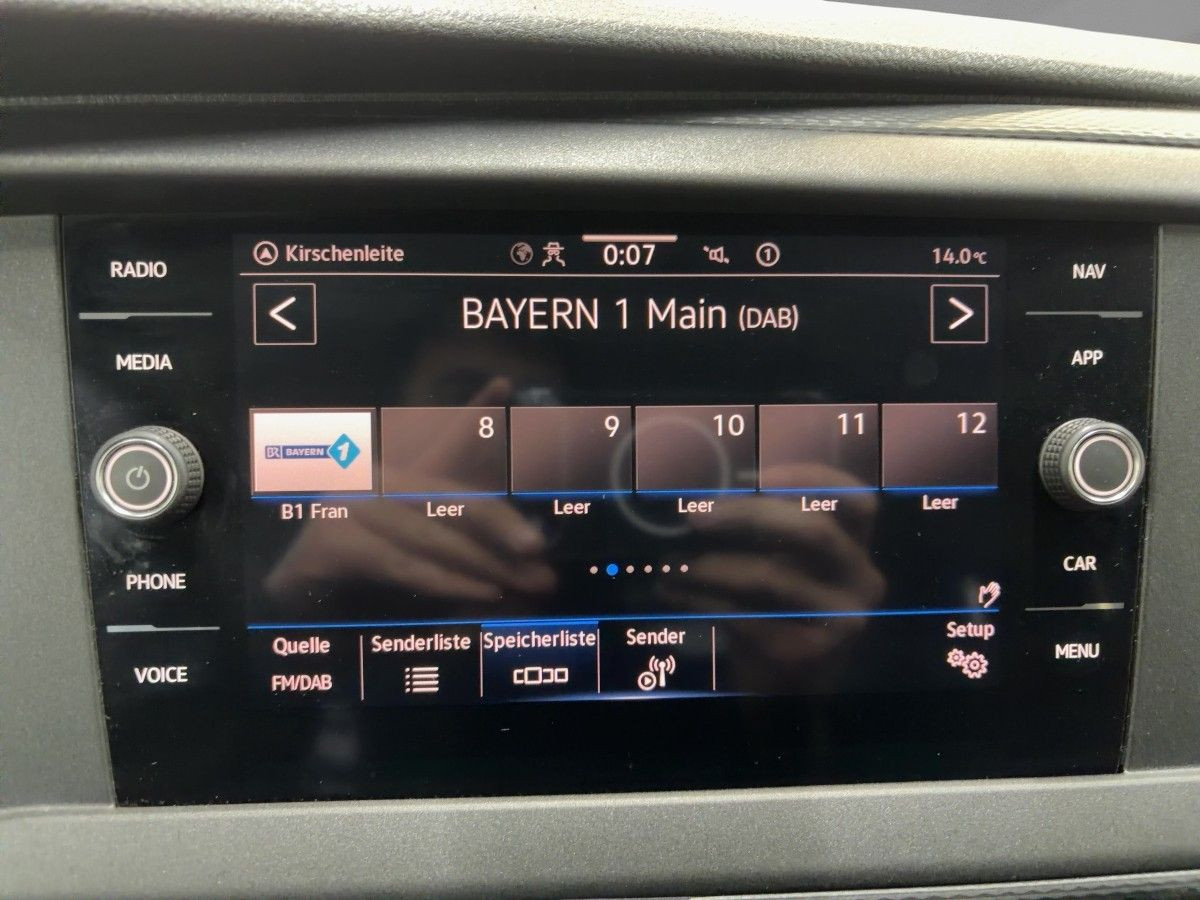 RADIO
MEDIA
PHONE
VOICE
Kirschenleite
0:07
1
14.0°C
<
BAYERN 1 Main (DAB)
>
BR BAYERN 1
8
9
10
11
12
B1 Fran
Leer
Leer
Leer
Leer
Leer
Quelle
FM/DAB
Senderliste
Speicherliste
Sender
Setup
NAV
APP
CAR
MENU